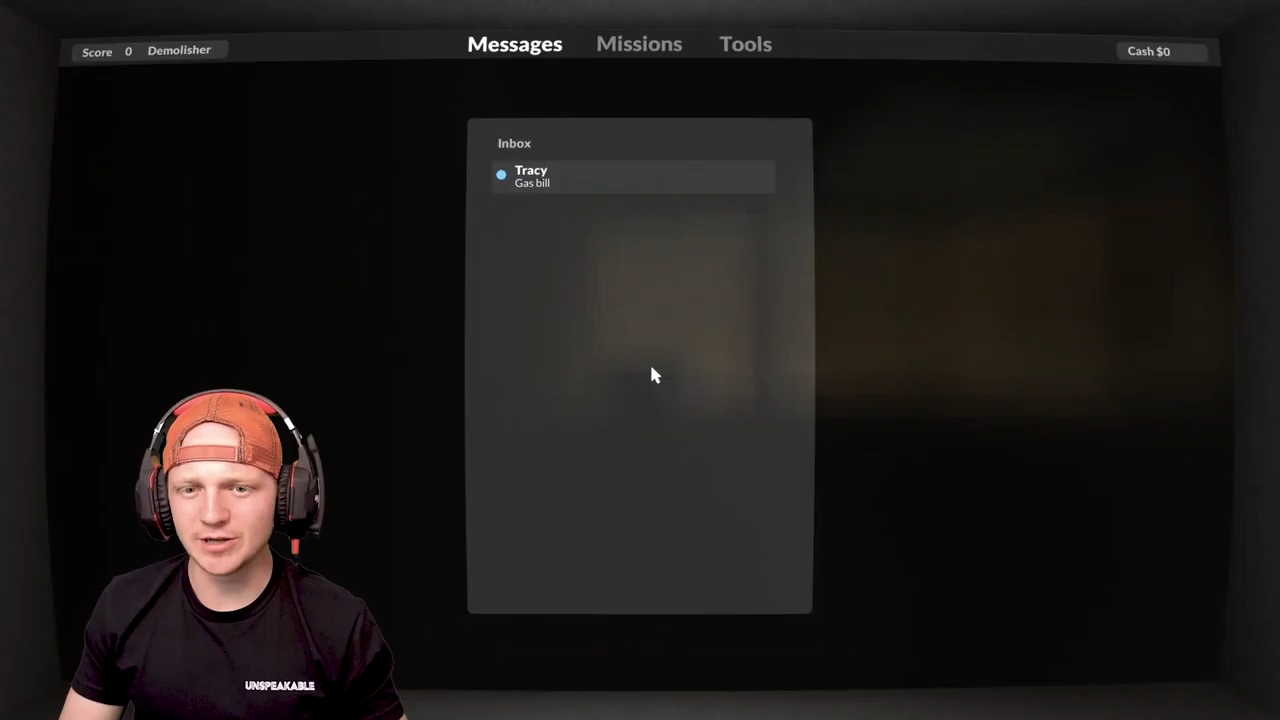 Score 0 Demolisher
Messages Missions Tools
Cash $0
Inbox
Tracy
Gas bill
UNSPEAKABLE